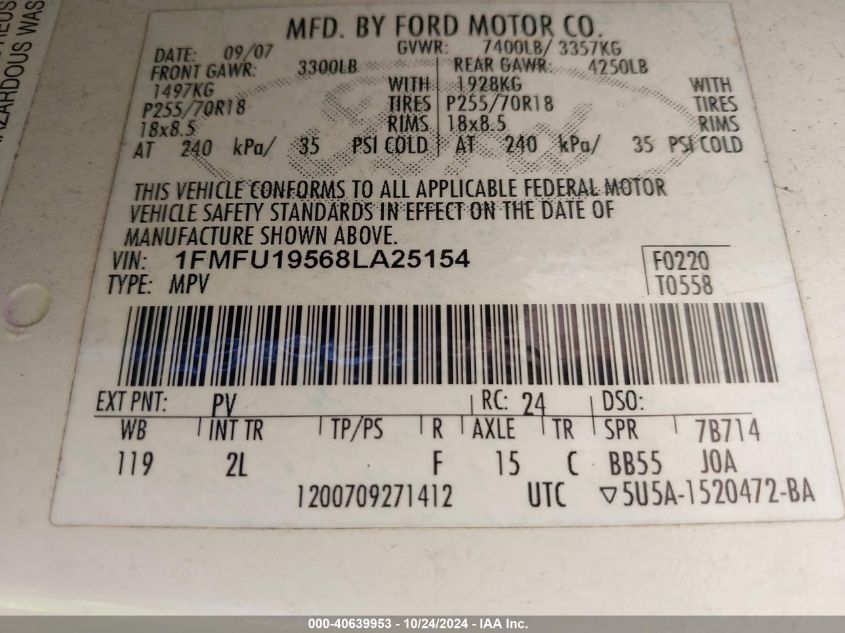 HAZARDOUS WAS
MFD. BY FORD MOTOR CO.
DATE: 09/07 GVWR: 7400LB/ 3357KG
FRONT GAWR: 3300LB REAR GAWR: 4250LB
1497KG WITH 1928KG WITH
P255/70R18 TIRES P255/70R18 TIRES
18x8.5 RIMS 18x8.5 RIMS
AT 240 kPa/ 35 PSI COLD AT 240 kPa/ 35 PSI COLD
THIS VEHICLE CONFORMS TO ALL APPLICABLE FEDERAL MOTOR
VEHICLE SAFETY STANDARDS IN EFFECT ON THE DATE OF
MANUFACTURE SHOWN ABOVE.
VIN: 1FMFU19568LA25154 F0220
TYPE: MPV T0558
EXT PNT: PV RC: 24 DSO:
WB INT TR TP/PS R AXLE TR SPR 7B714
119 2L F 15 C BB55 J0A
1200709271412 UTC ▽5U5A-1520472-BA
000-40639953 - 10/24/2024 - IAA Inc.